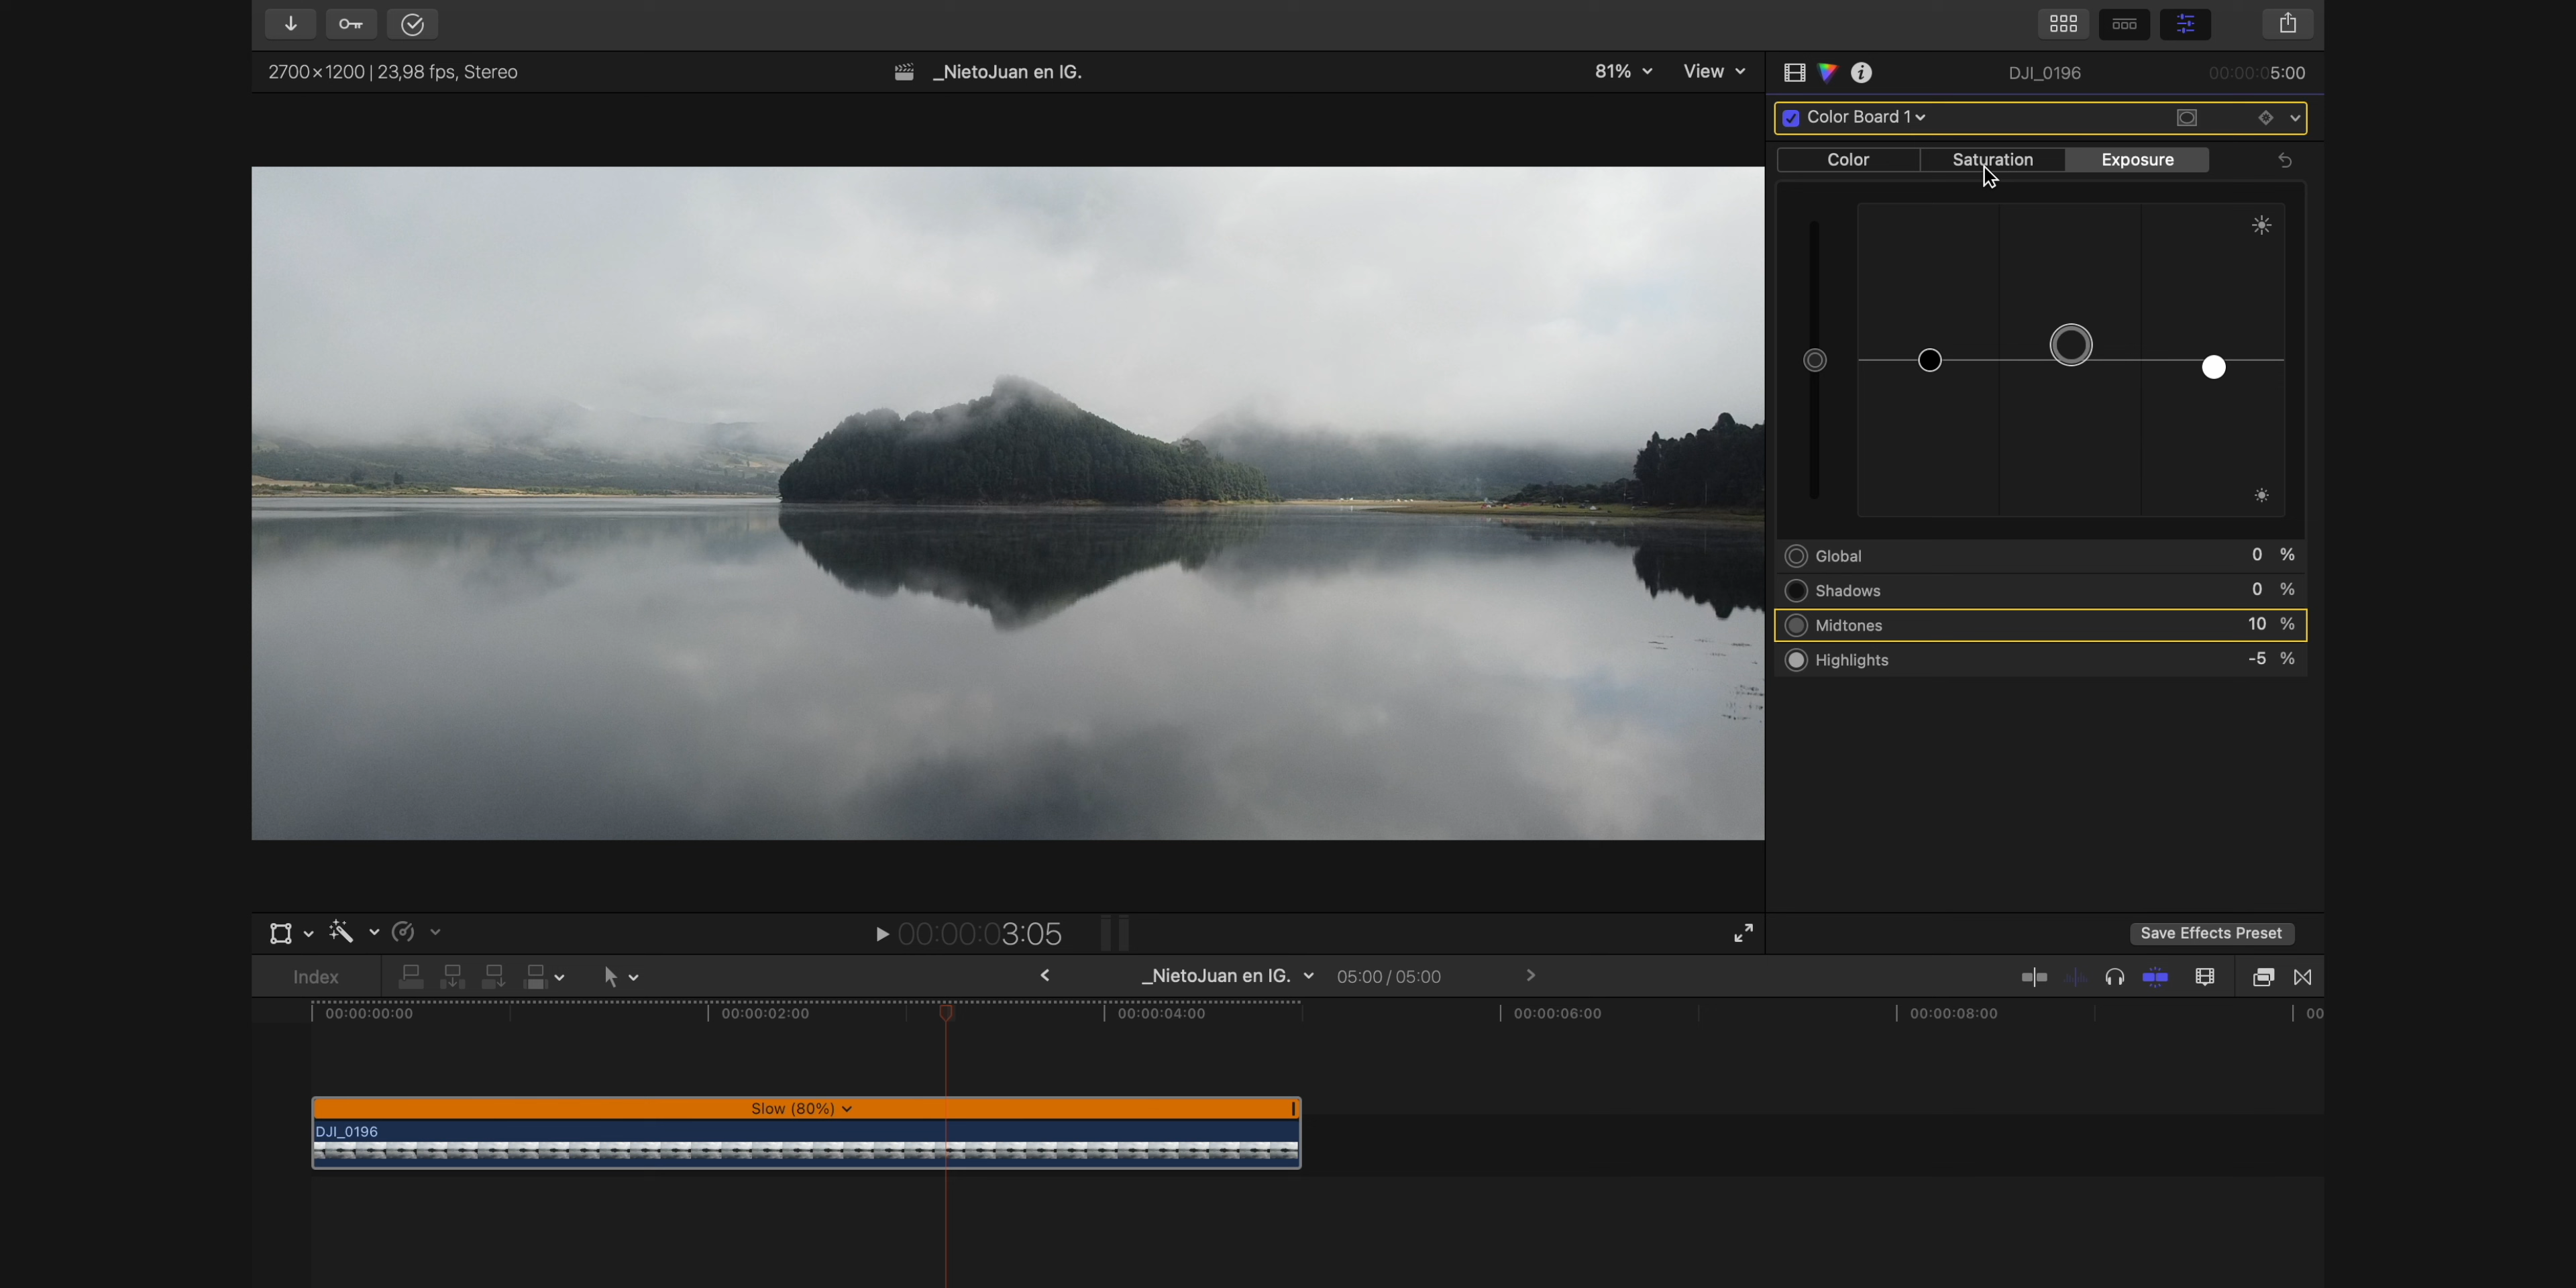 2700×1200 | 23,98 fps, Stereo
_NietoJuan en IG.
81%
View
DJI_0196
00:00:05:00
Color Board 1
Color
Saturation
Exposure
Global
0 %
Shadows
0 %
Midtones
10 %
Highlights
-5 %
00:00:03:05
Save Effects Preset
Index
_NietoJuan en IG.
05:00 / 05:00
00:00:00:00
00:00:02:00
00:00:04:00
00:00:06:00
00:00:08:00
00
Slow (80%)
DJI_0196